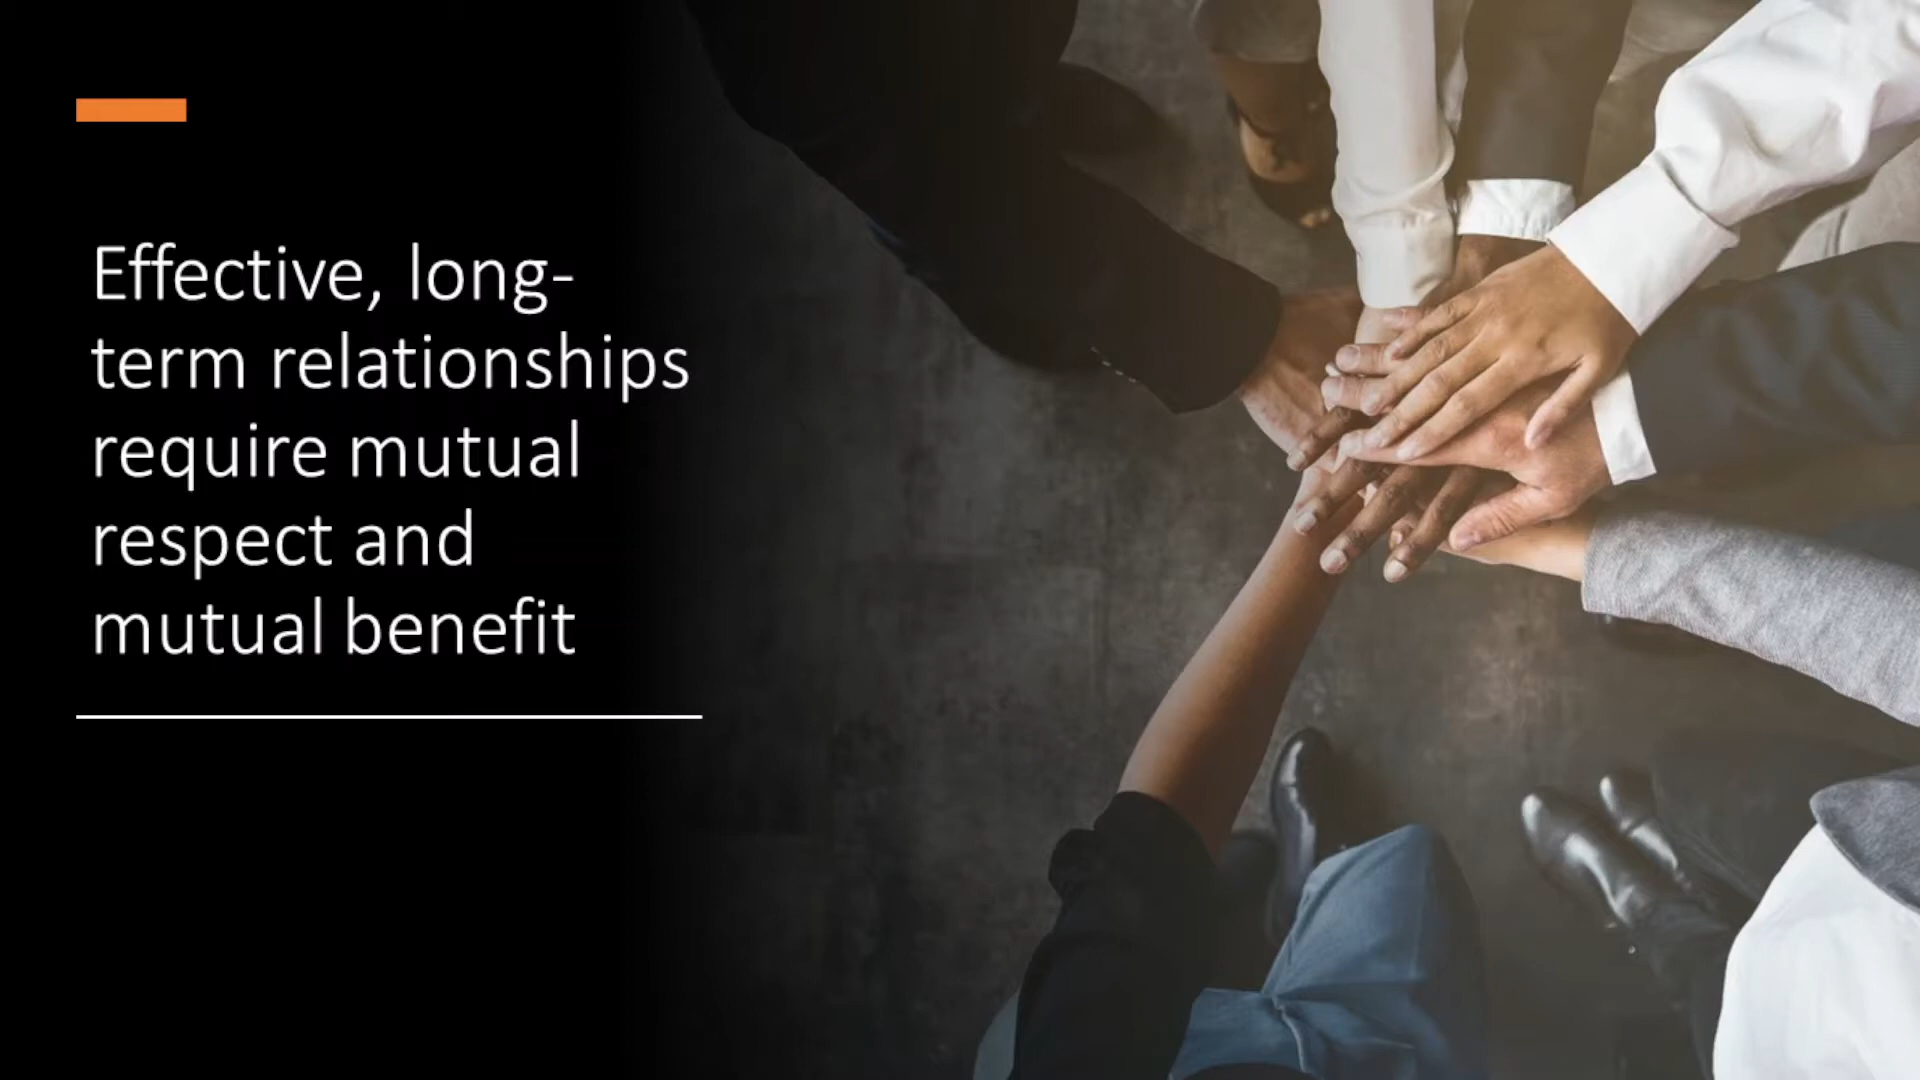 Effective, long-
term relationships
require mutual
respect and
mutual benefit